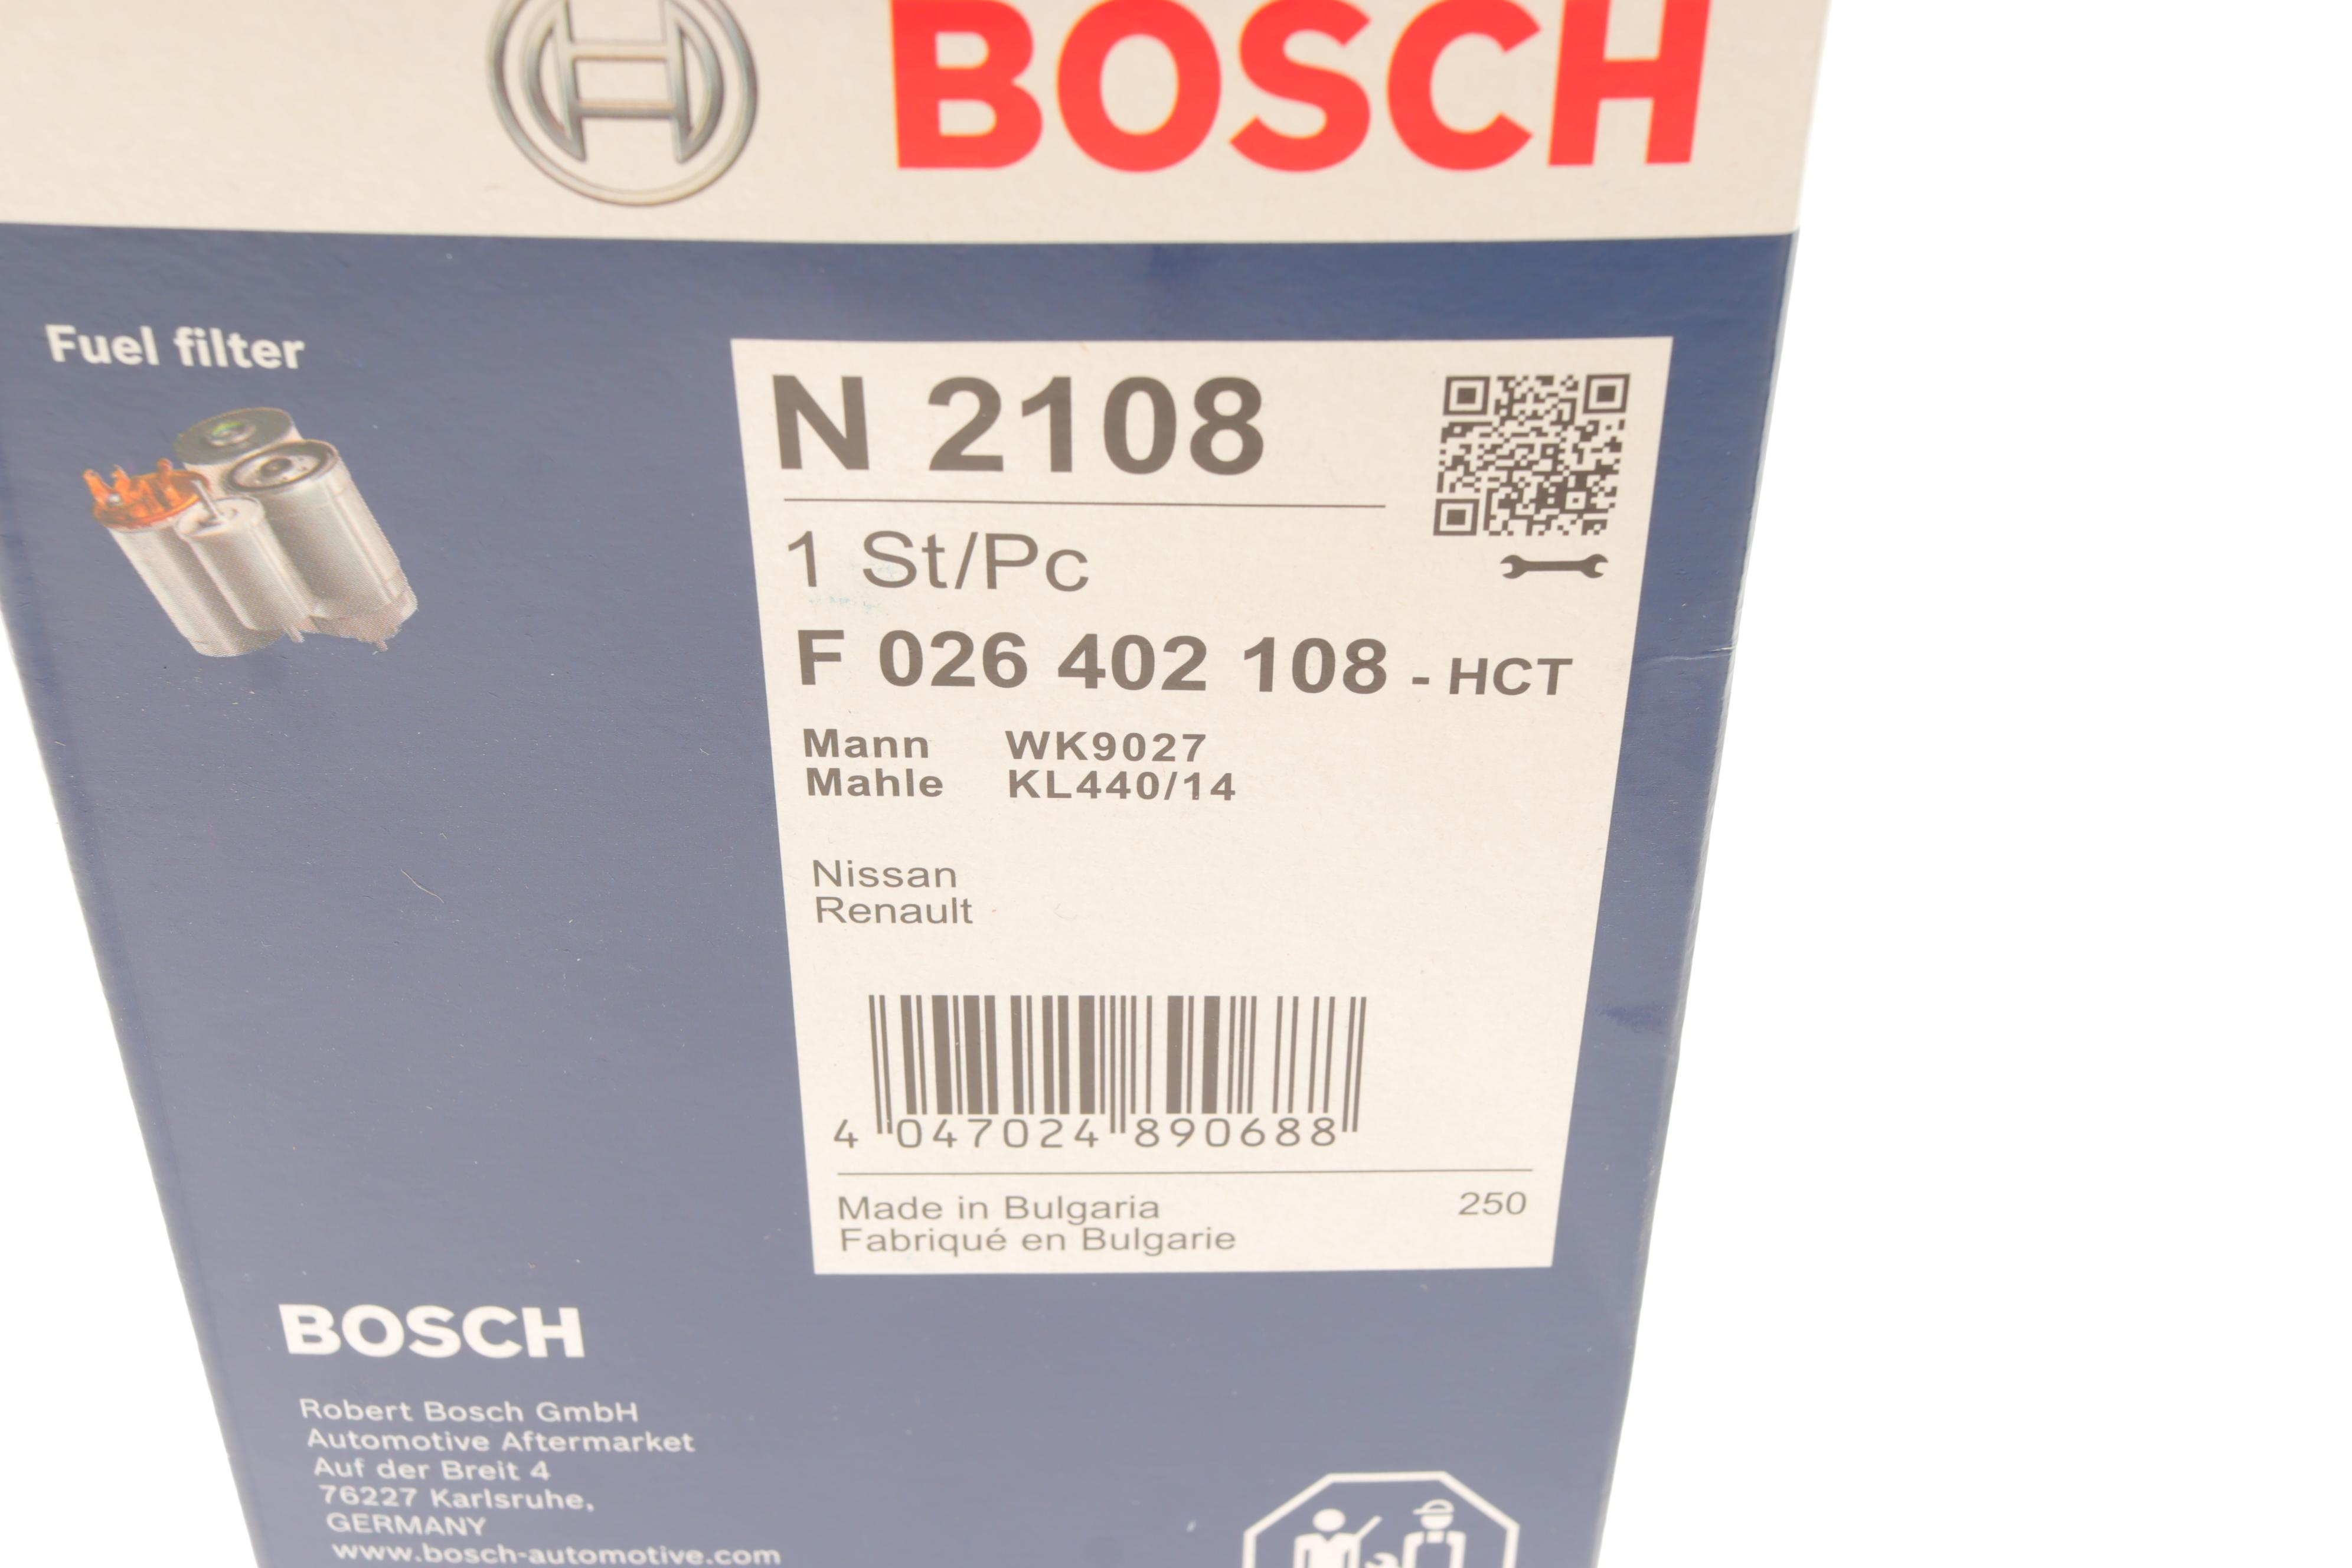 BOSCH
Fuel filter
N 2108
1 St/Pc
F 026 402 108 - HCT
Mann WK9027
Mahle KL440/14
Nissan
Renault
4 047024 890688
Made in Bulgaria 250
Fabriqué en Bulgarie
BOSCH
Robert Bosch GmbH
Automotive Aftermarket
Auf der Breit 4
76227 Karlsruhe,
GERMANY
www.bosch-automotive.com